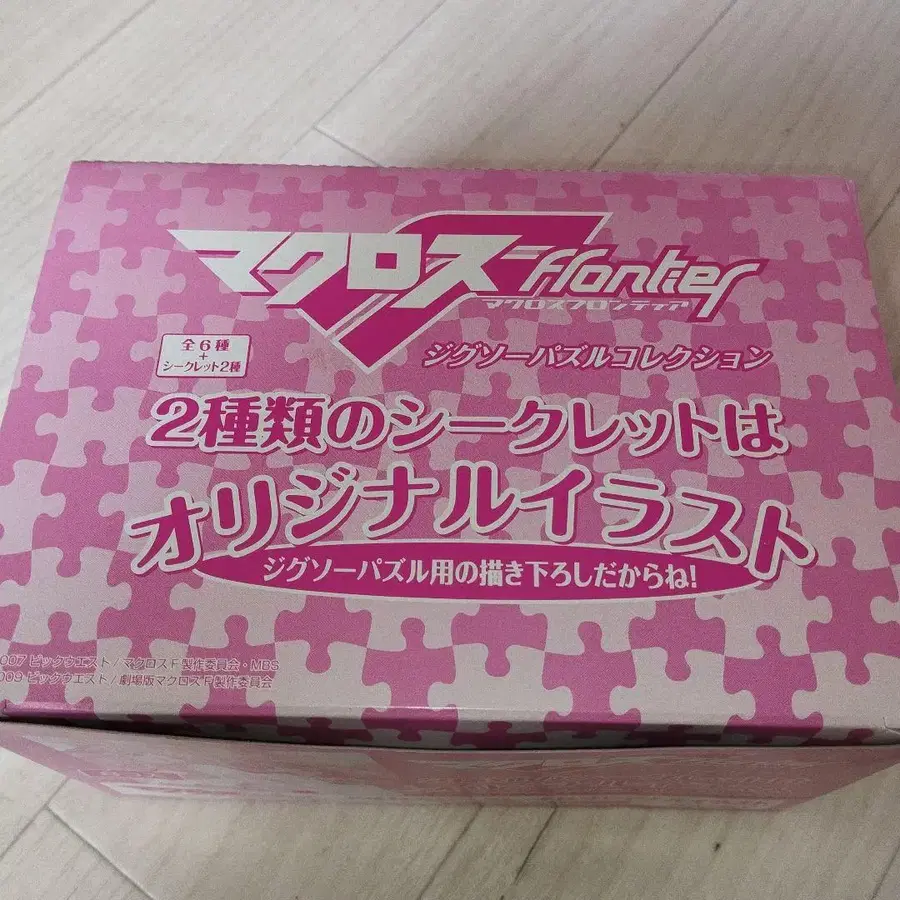 マクロス Frontier
マクロスフロンティア
ジグソーパズルコレクション
全6種
+
シークレット2種
2種類のシークレットは
オリジナルイラスト
ジグソーパズル用の描き下ろしだからね!
007 ビックウエスト/マクロスF製作委員会・MBS
009 ビックウエスト/劇場版マクロスF製作委員会